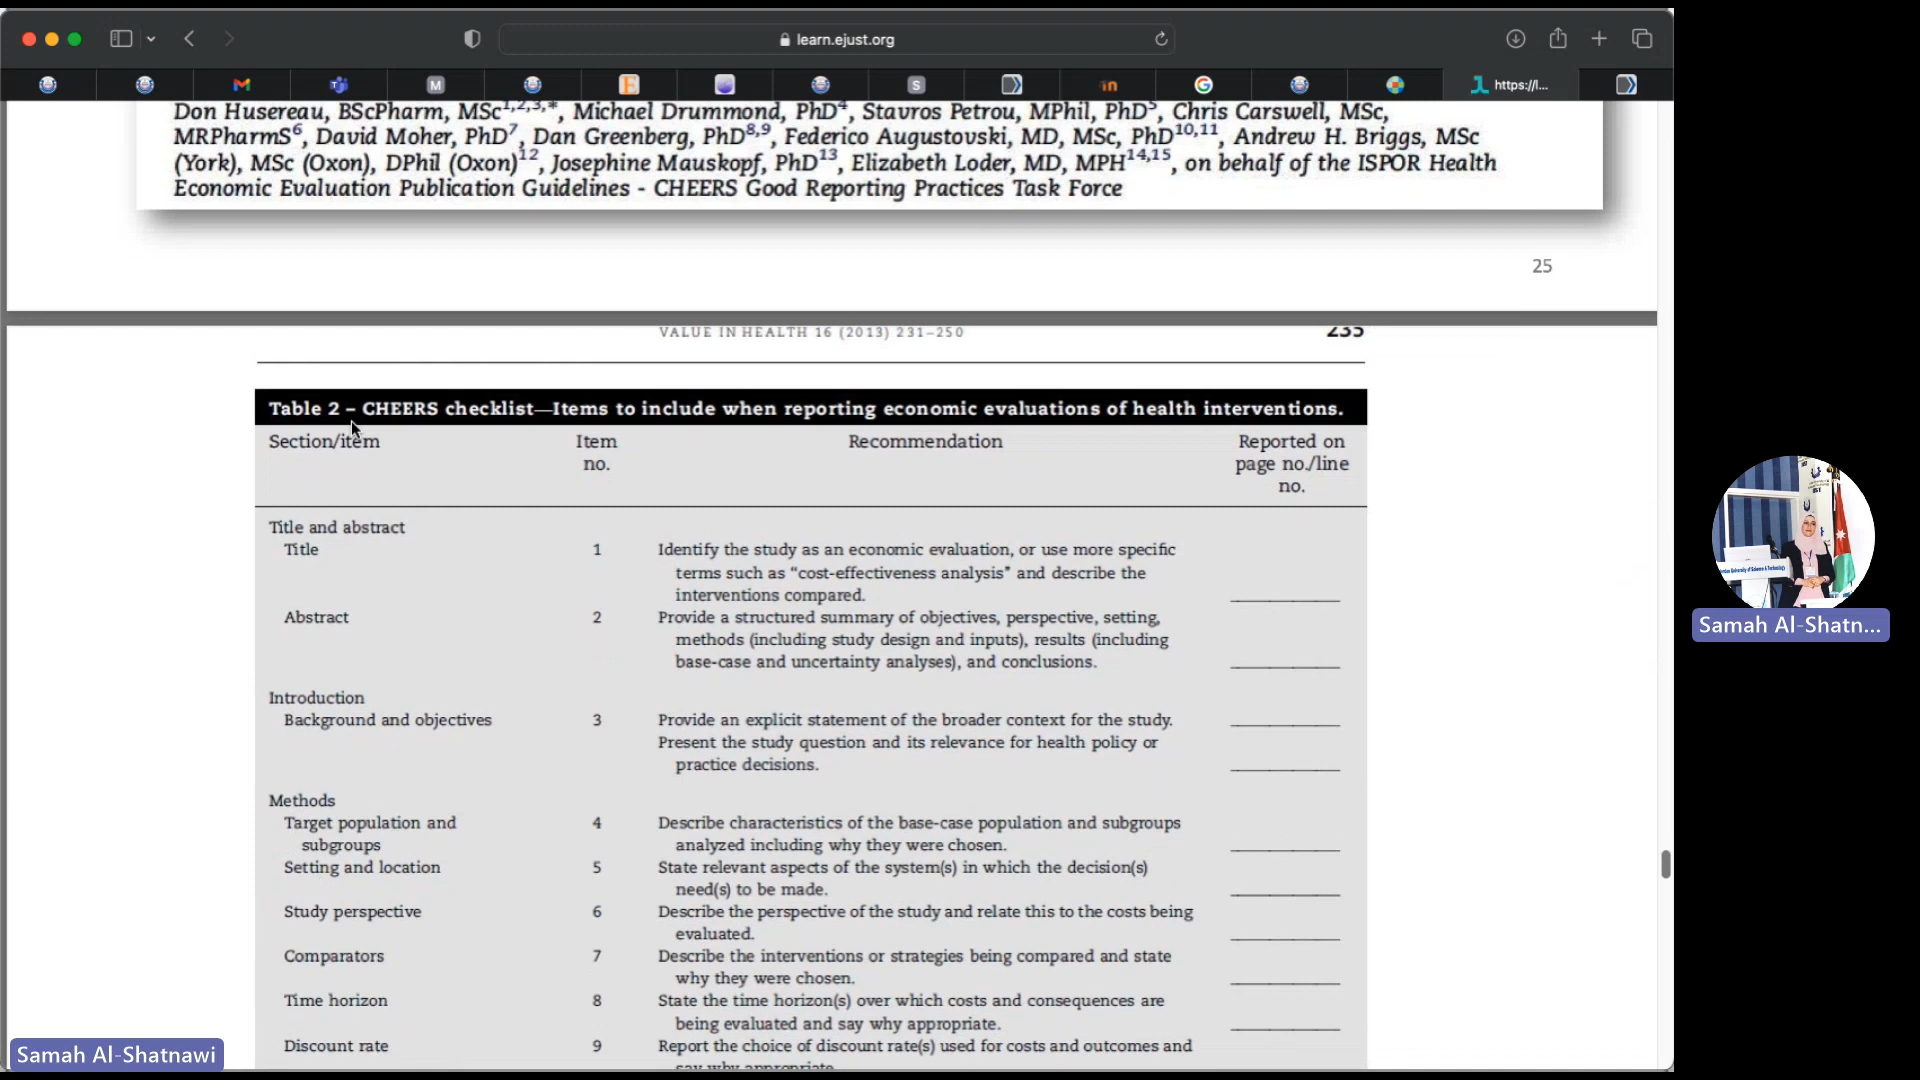 learn.ejust.org
https://l...
Don Husereau, BScPharm, MSc1,2,3,*, Michael Drummond, PhD4, Stavros Petrou, MPhil, PhD5, Chris Carswell, MSc,
MRPharmS6, David Moher, PhD7, Dan Greenberg, PhD8,9, Federico Augustovski, MD, MSc, PhD10,11, Andrew H. Briggs, MSc
(York), MSc (Oxon), DPhil (Oxon)12, Josephine Mauskopf, PhD13, Elizabeth Loder, MD, MPH14,15, on behalf of the ISPOR Health
Economic Evaluation Publication Guidelines - CHEERS Good Reporting Practices Task Force
25
VALUE IN HEALTH 16 (2013) 231–250 235
Table 2 – CHEERS checklist—Items to include when reporting economic evaluations of health interventions.
Section/item Item no. Recommendation Reported on page no./line no.
Title and abstract
Title 1 Identify the study as an economic evaluation, or use more specific
terms such as “cost-effectiveness analysis” and describe the
interventions compared.
Abstract 2 Provide a structured summary of objectives, perspective, setting,
methods (including study design and inputs), results (including
base-case and uncertainty analyses), and conclusions.
Introduction
Background and objectives 3 Provide an explicit statement of the broader context for the study.
Present the study question and its relevance for health policy or
practice decisions.
Methods
Target population and subgroups 4 Describe characteristics of the base-case population and subgroups
analyzed including why they were chosen.
Setting and location 5 State relevant aspects of the system(s) in which the decision(s)
need(s) to be made.
Study perspective 6 Describe the perspective of the study and relate this to the costs being
evaluated.
Comparators 7 Describe the interventions or strategies being compared and state
why they were chosen.
Time horizon 8 State the time horizon(s) over which costs and consequences are
being evaluated and say why appropriate.
Discount rate 9 Report the choice of discount rate(s) used for costs and outcomes and
say why appropriate.
Samah Al-Shatn...
Samah Al-Shatnawi